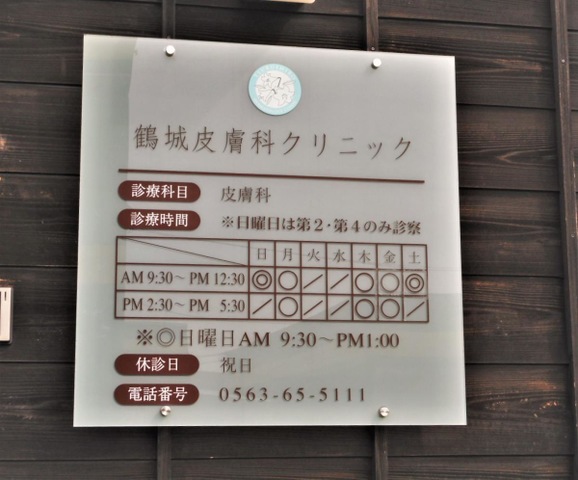 鶴城皮膚科クリニック
診療科目 皮膚科
診療時間 ※日曜日は第2・第4のみ診察
日 月 火 水 木 金 土
AM 9:30～PM 12:30 ◎ ○ ／ ／ ○ ○ ◎
PM 2:30～PM 5:30 ／ ○ ／ ／ ○ ○ ／
※◎日曜日AM 9:30～PM1:00
休診日 祝日
電話番号 0563-65-5111